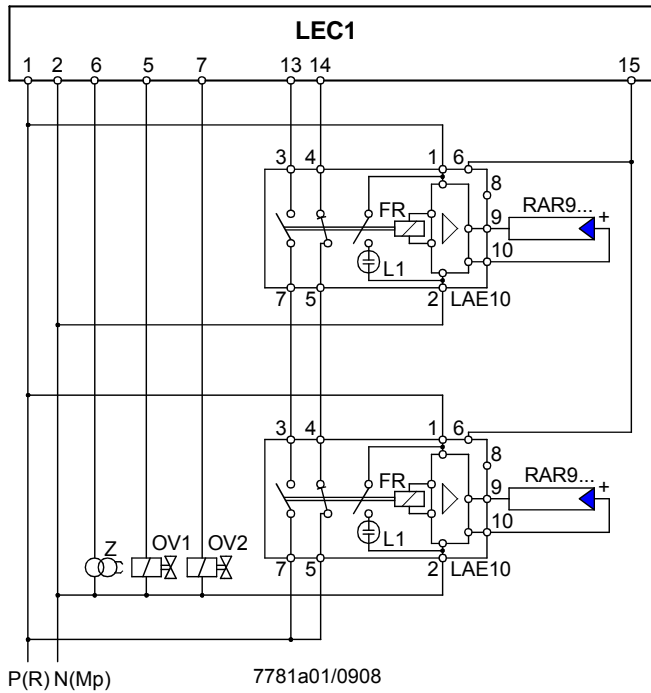 LEC1
1 2 6 5 7 13 14 15
3 4 1 6
8
FR RAR9...
9 +
10
L1
7 5 2 LAE10
3 4 1 6
8
FR RAR9...
9 +
10
L1
Z OV1 OV2
7 5 2 LAE10
P(R) N(Mp) 7781a01/0908